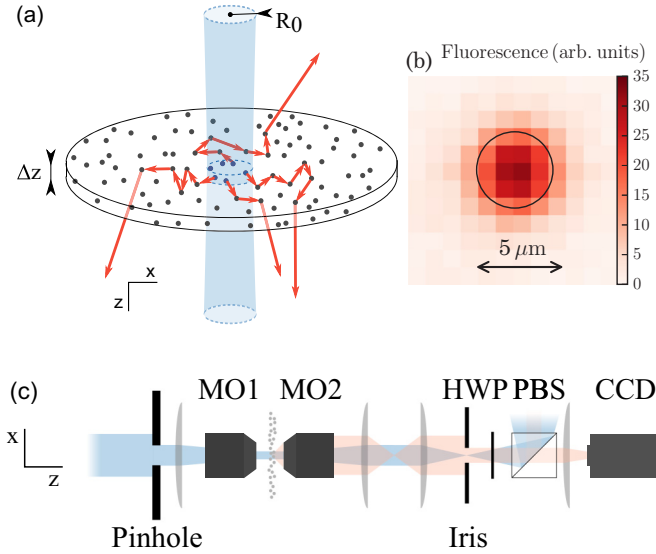 (a)
R0
Δz
x
z
(b)
Fluorescence (arb. units)
35
30
25
20
15
10
5
0
5 μm
(c)
MO1
MO2
HWP
PBS
CCD
x
z
Pinhole
Iris